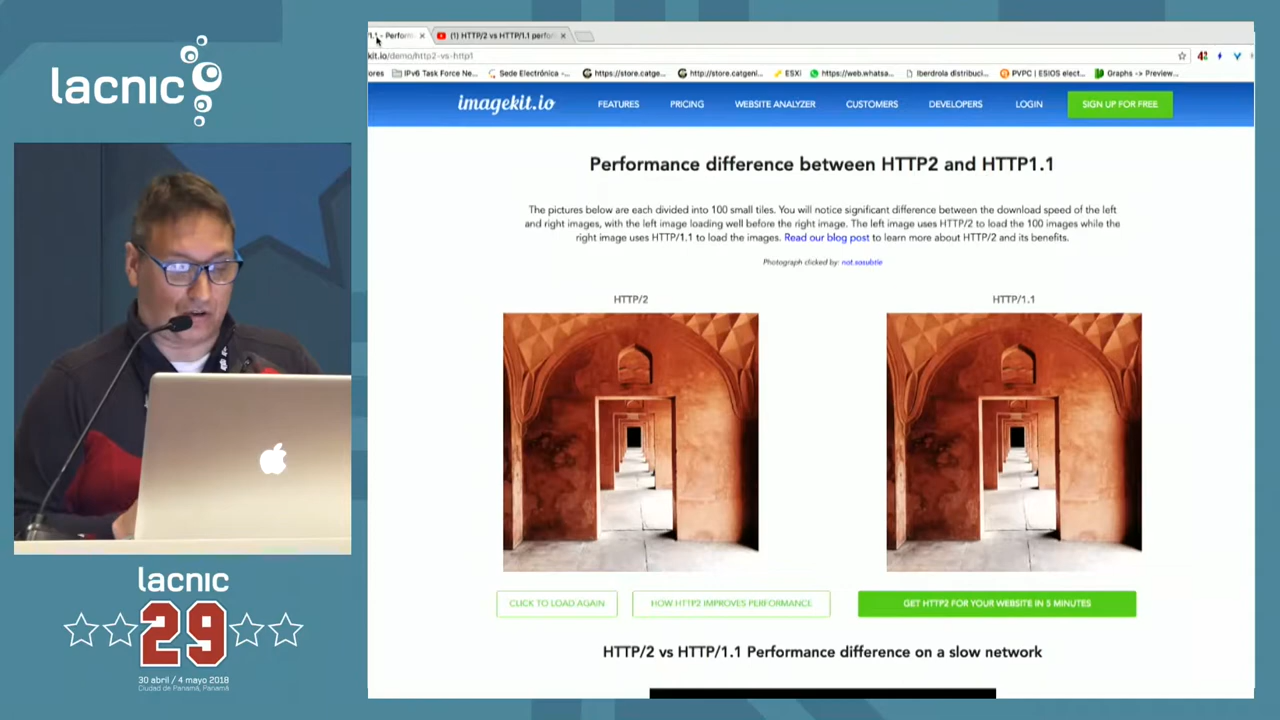 lacnic
1.1 - Perform
(1) HTTP/2 vs HTTP/1.1 perfor
kit.io/demo/http2-vs-http1
ores
IPv6 Task Force Ne...
Sede Electrónica -...
https://store.catge...
http://store.catgeni...
ESXI
https://web.whatsa...
Iberdrola distribuci...
PVPC | ESIOS elect...
Graphs -> Preview...
imagekit.io
FEATURES
PRICING
WEBSITE ANALYZER
CUSTOMERS
DEVELOPERS
LOGIN
SIGN UP FOR FREE
Performance difference between HTTP2 and HTTP1.1
The pictures below are each divided into 100 small tiles. You will notice significant difference between the download speed of the left
and right images, with the left image loading well before the right image. The left image uses HTTP/2 to load the 100 images while the
right image uses HTTP/1.1 to load the images. Read our blog post to learn more about HTTP/2 and its benefits.
Photograph clicked by: not.sosubtle
HTTP/2
HTTP/1.1
CLICK TO LOAD AGAIN
HOW HTTP2 IMPROVES PERFORMANCE
GET HTTP2 FOR YOUR WEBSITE IN 5 MINUTES
HTTP/2 vs HTTP/1.1 Performance difference on a slow network
lacnic
29
30 abril / 4 mayo 2018
Ciudad de Panamá, Panamá